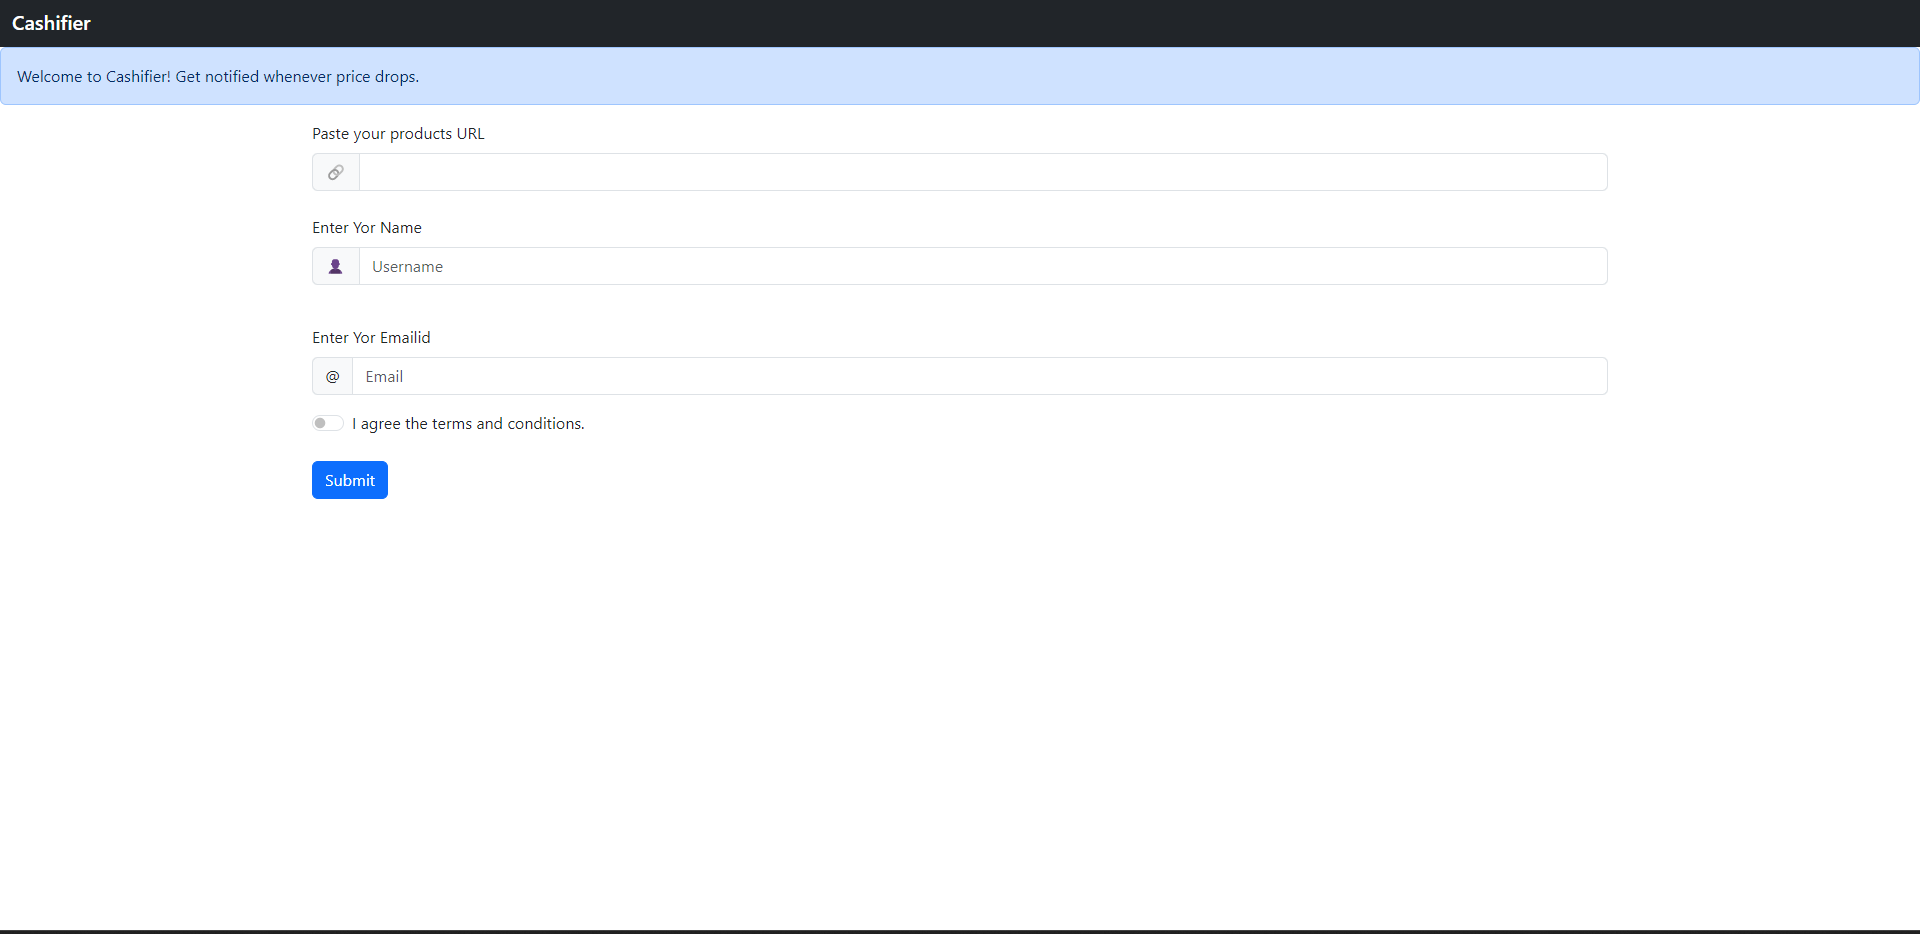 Cashifier
Welcome to Cashifier! Get notified whenever price drops.
Paste your products URL
Enter Yor Name
Username
Enter Yor Emailid
@ Email
I agree the terms and conditions.
Submit